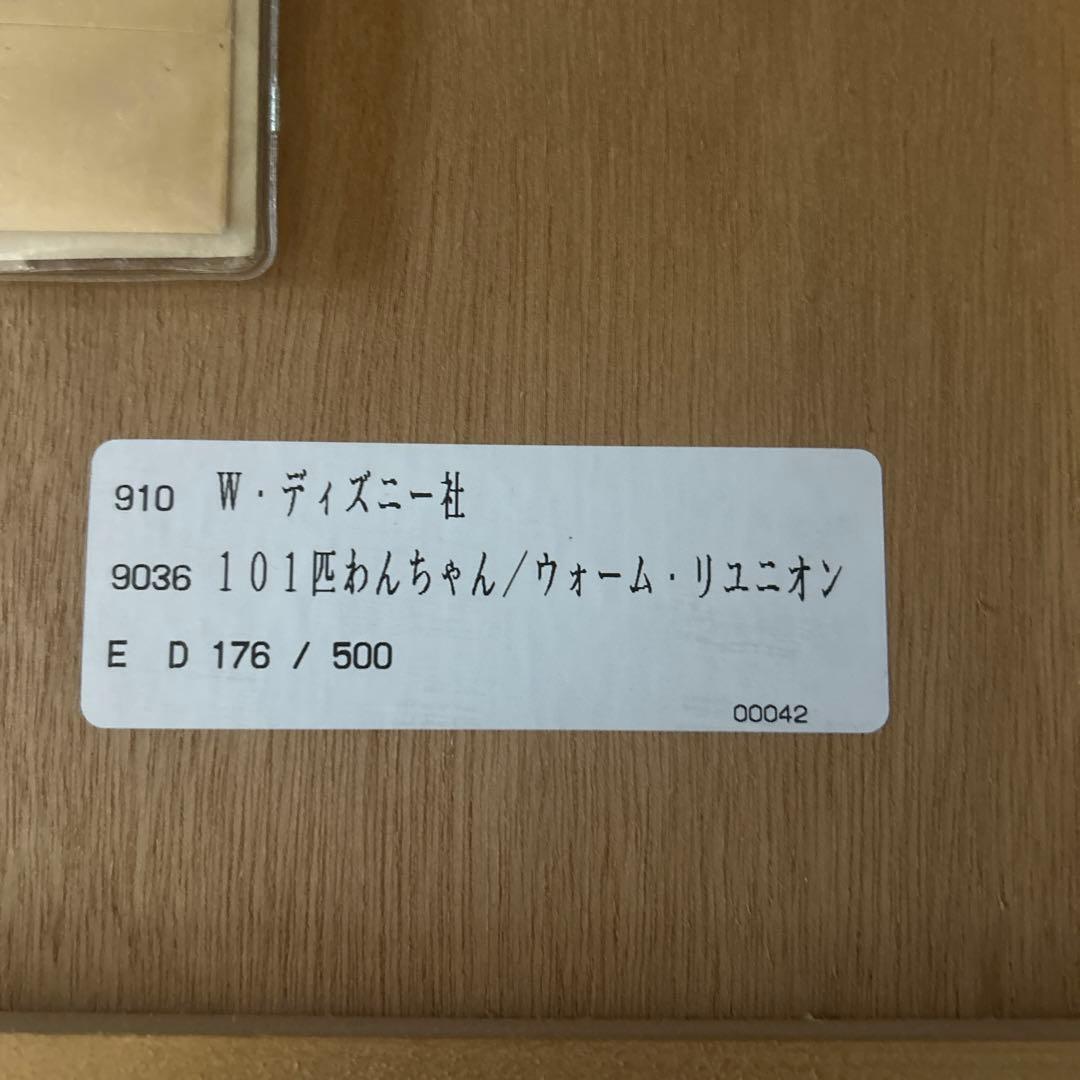 910 W・ディズニー社
9036 101匹わんちゃん/ウォーム・リユニオン
E D 176 / 500
00042